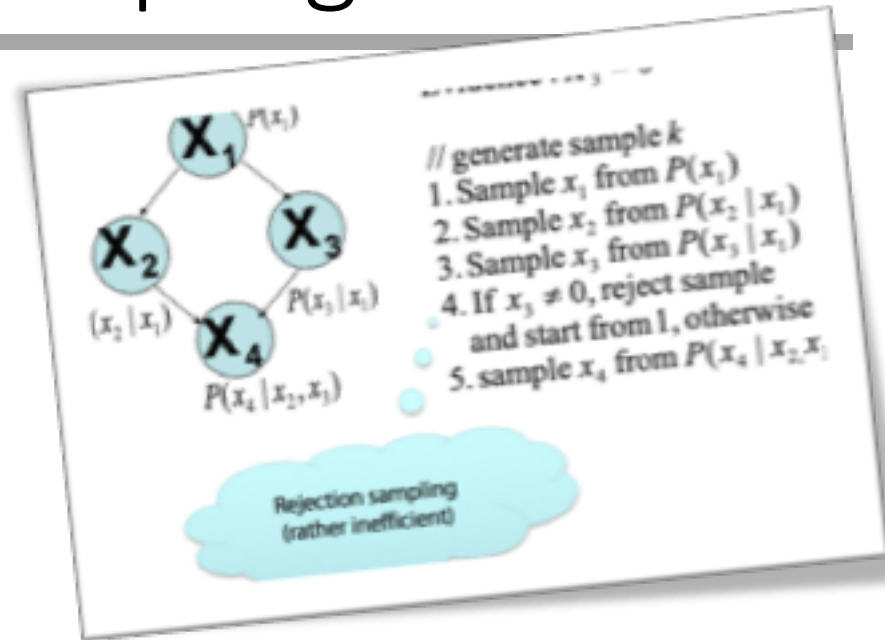 X₁ P(x₁)
X₂
X₃
(x₂ | x₁)
P(x₃ | x₁)
X₄
P(x₄ | x₂, x₃)
// generate sample k
1. Sample x₁ from P(x₁)
2. Sample x₂ from P(x₂ | x₁)
3. Sample x₃ from P(x₃ | x₁)
4. If x₃ ≠ 0, reject sample
and start from 1, otherwise
5. sample x₄ from P(x₄ | x₂,x
Rejection sampling
(rather inefficient)